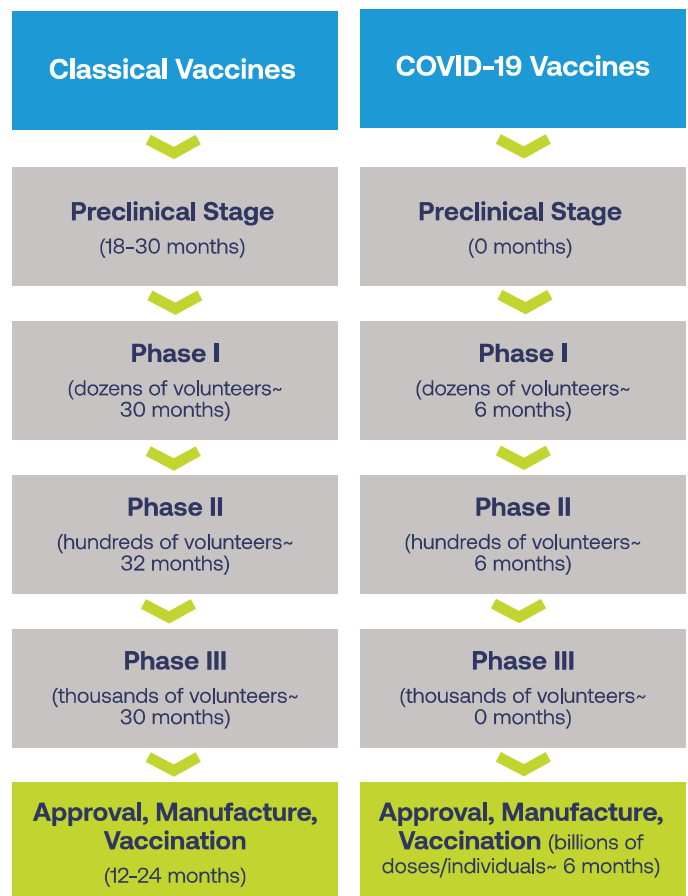 Classical Vaccines
Preclinical Stage
(18-30 months)
Phase I
(dozens of volunteers~
30 months)
Phase II
(hundreds of volunteers~
32 months)
Phase III
(thousands of volunteers~
30 months)
Approval, Manufacture,
Vaccination
(12-24 months)
COVID-19 Vaccines
Preclinical Stage
(0 months)
Phase I
(dozens of volunteers~
6 months)
Phase II
(hundreds of volunteers~
6 months)
Phase III
(thousands of volunteers~
0 months)
Approval, Manufacture,
Vaccination (billions of
doses/individuals~ 6 months)